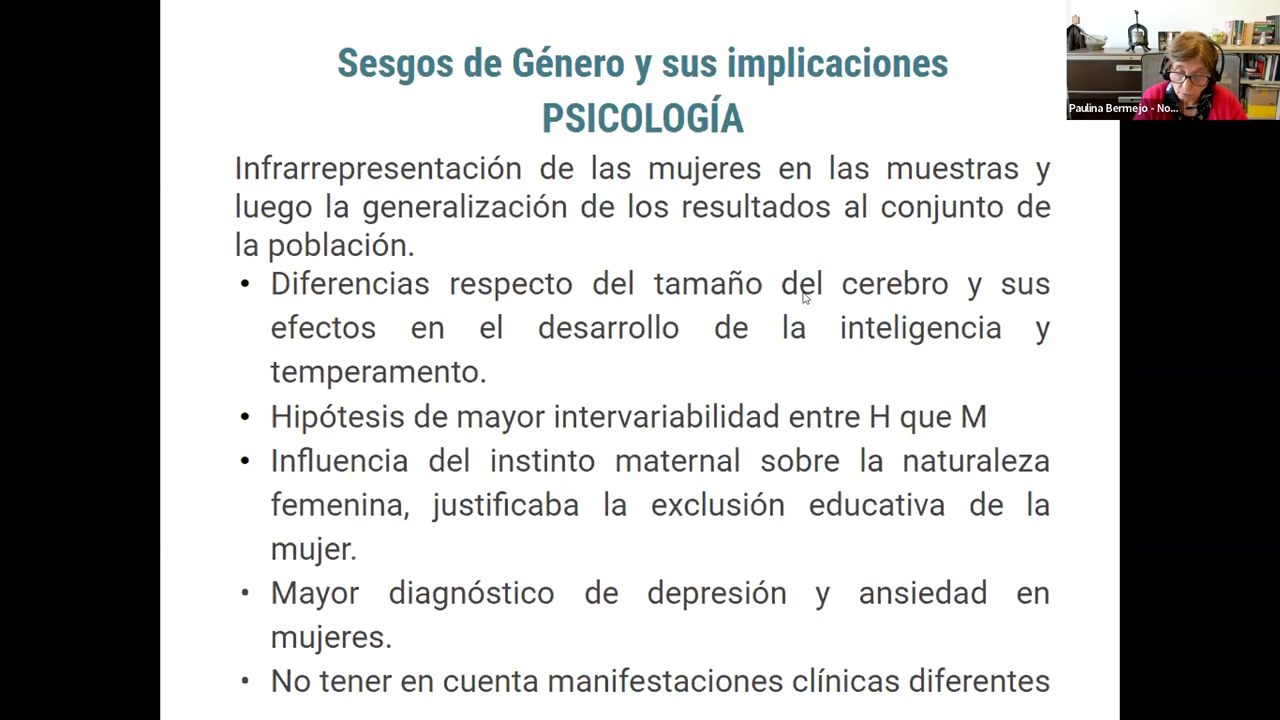 Sesgos de Género y sus implicaciones
PSICOLOGÍA
Paulina Bermejo - No...
Infrarrepresentación de las mujeres en las muestras y
luego la generalización de los resultados al conjunto de
la población.
• Diferencias respecto del tamaño del cerebro y sus
efectos en el desarrollo de la inteligencia y
temperamento.
• Hipótesis de mayor intervariabilidad entre H que M
• Influencia del instinto maternal sobre la naturaleza
femenina, justificaba la exclusión educativa de la
mujer.
• Mayor diagnóstico de depresión y ansiedad en
mujeres.
• No tener en cuenta manifestaciones clínicas diferentes